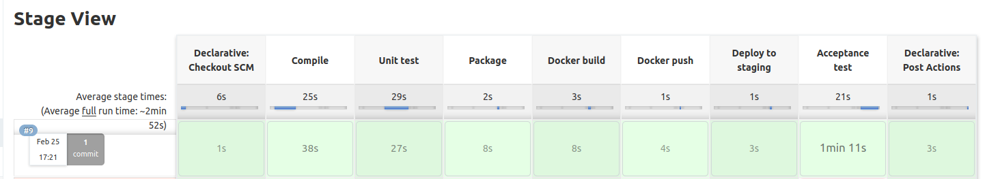 Stage View
Declarative: Checkout SCM
Compile
Unit test
Package
Docker build
Docker push
Deploy to staging
Acceptance test
Declarative: Post Actions
Average stage times:
(Average full run time: ~2min
52s)
6s
25s
29s
2s
3s
1s
1s
21s
1s
#9
Feb 25
17:21
1
commit
1s
38s
27s
8s
8s
4s
3s
1min 11s
3s